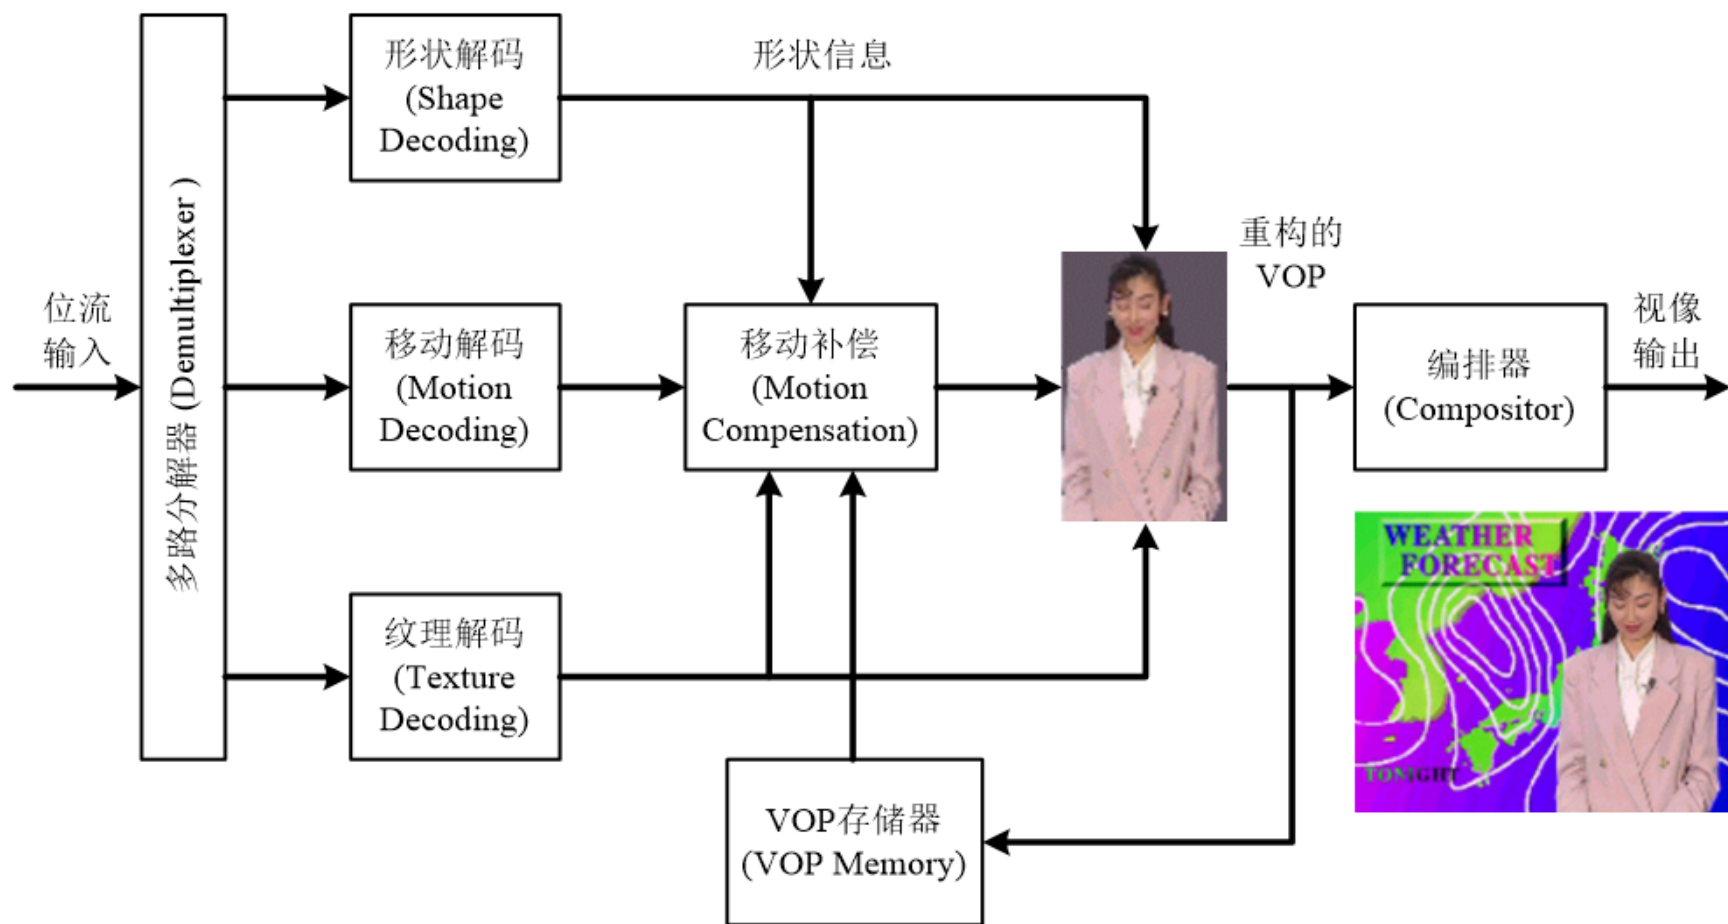 形状解码
(Shape
Decoding)
形状信息
多路分解器 (Demultiplexer)
位流
输入
移动解码
(Motion
Decoding)
移动补偿
(Motion
Compensation)
重构的
VOP
编排器
(Compositor)
视像
输出
纹理解码
(Texture
Decoding)
VOP存储器
(VOP Memory)
WEATHER
FORECAST
TONIGHT